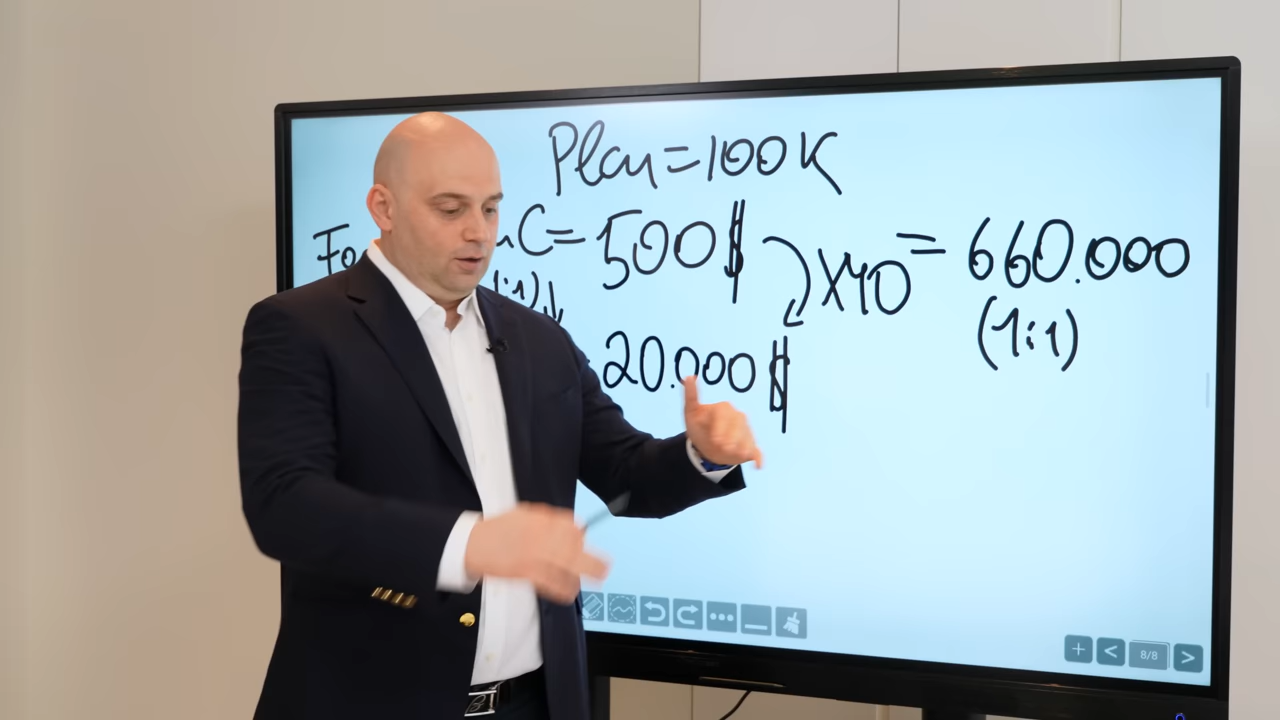 Plan=100K
=500$ X40 = 660.000
(1:1)
20.000$
8/8